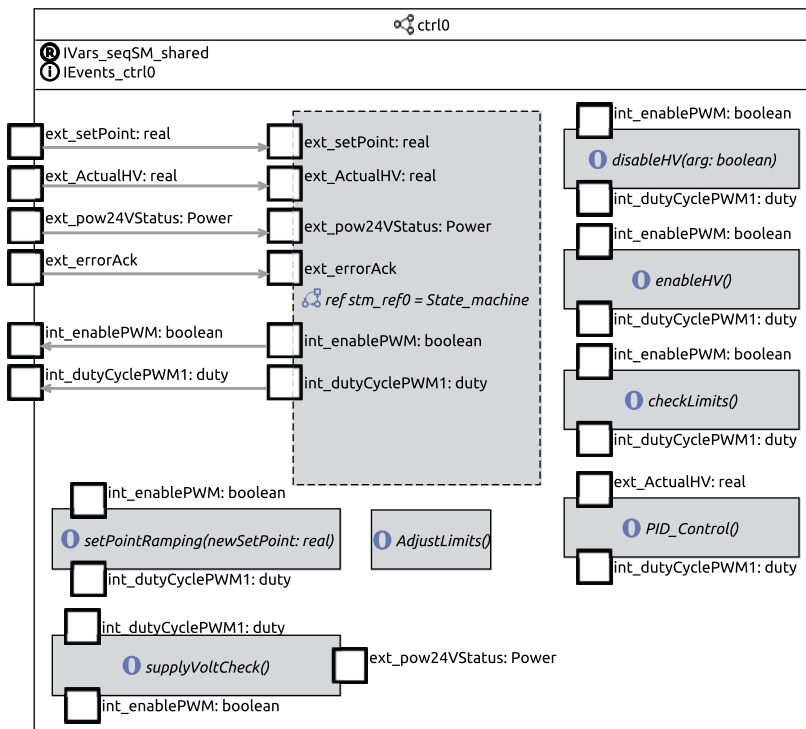 ctrl0
R IVars_seqSM_shared
i IEvents_ctrl0
ext_setPoint: real
ext_ActualHV: real
ext_pow24VStatus: Power
ext_errorAck
int_enablePWM: boolean
int_dutyCyclePWM1: duty
ext_setPoint: real
ext_ActualHV: real
ext_pow24VStatus: Power
ext_errorAck
ref stm_ref0 = State_machine
int_enablePWM: boolean
int_dutyCyclePWM1: duty
int_enablePWM: boolean
O disableHV(arg: boolean)
int_dutyCyclePWM1: duty
int_enablePWM: boolean
O enableHV()
int_dutyCyclePWM1: duty
int_enablePWM: boolean
O checkLimits()
int_dutyCyclePWM1: duty
ext_ActualHV: real
O PID_Control()
int_dutyCyclePWM1: duty
int_enablePWM: boolean
O setPointRamping(newSetPoint: real)
int_dutyCyclePWM1: duty
O AdjustLimits()
int_dutyCyclePWM1: duty
O supplyVoltCheck()
ext_pow24VStatus: Power
int_enablePWM: boolean